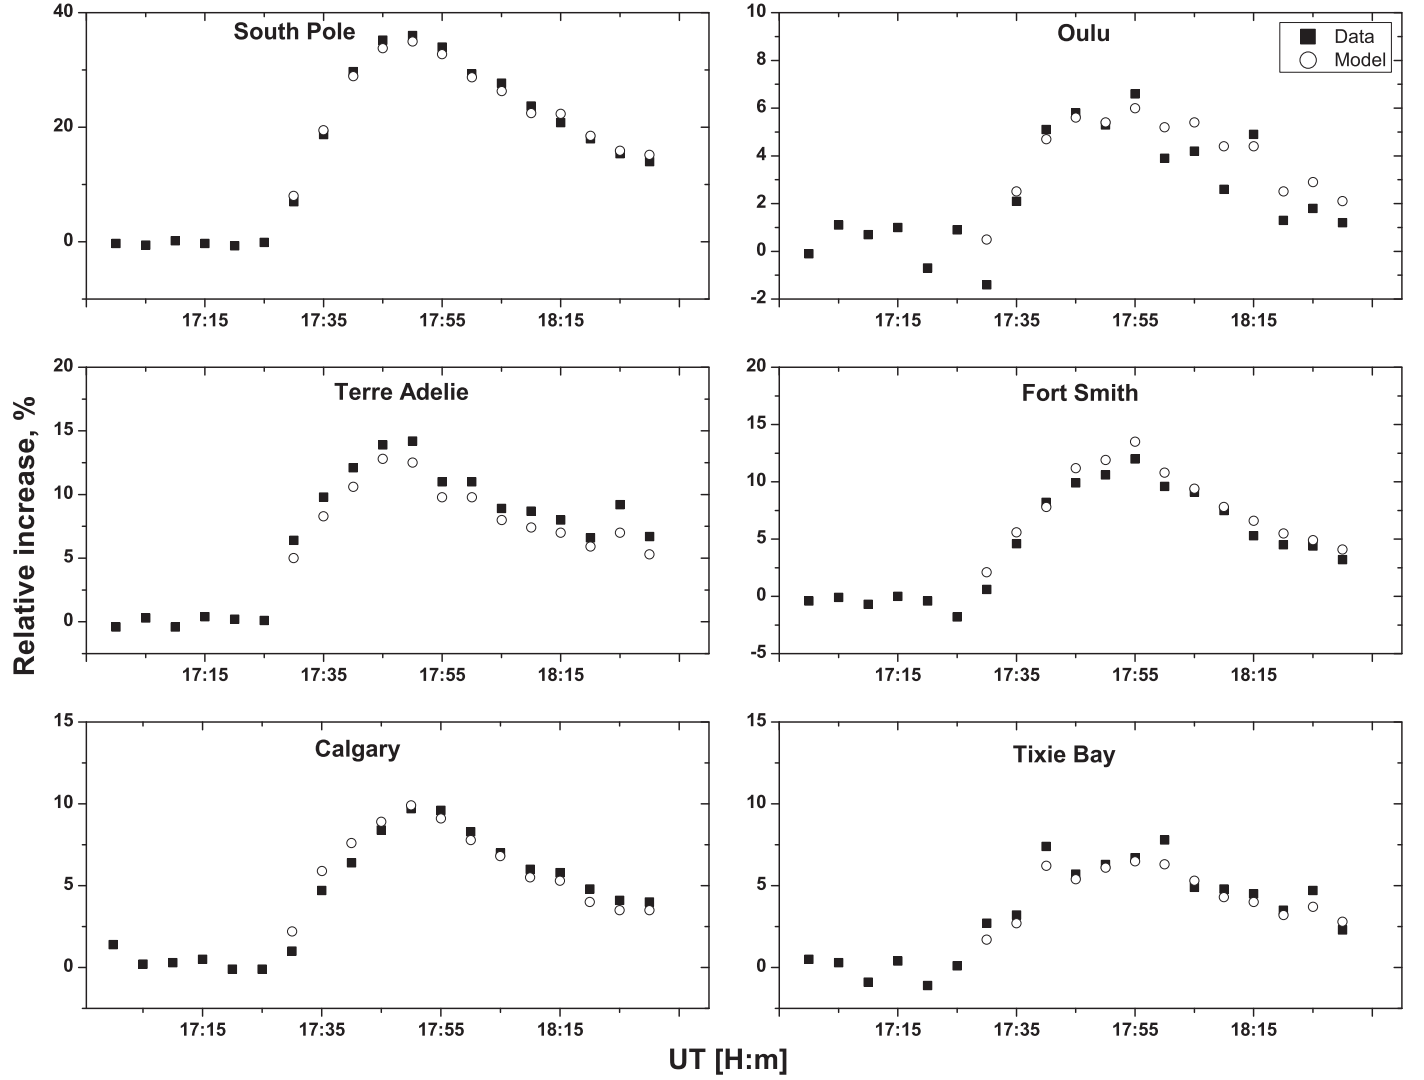 South Pole
40
20
0
17:15 17:35 17:55 18:15
Oulu
Data
Model
10
8
6
4
2
0
-2
17:15 17:35 17:55 18:15
Relative increase, %
Terre Adelie
20
15
10
5
0
17:15 17:35 17:55 18:15
Fort Smith
20
15
10
5
0
-5
17:15 17:35 17:55 18:15
Calgary
15
10
5
0
17:15 17:35 17:55 18:15
Tixie Bay
15
10
5
0
17:15 17:35 17:55 18:15
UT [H:m]